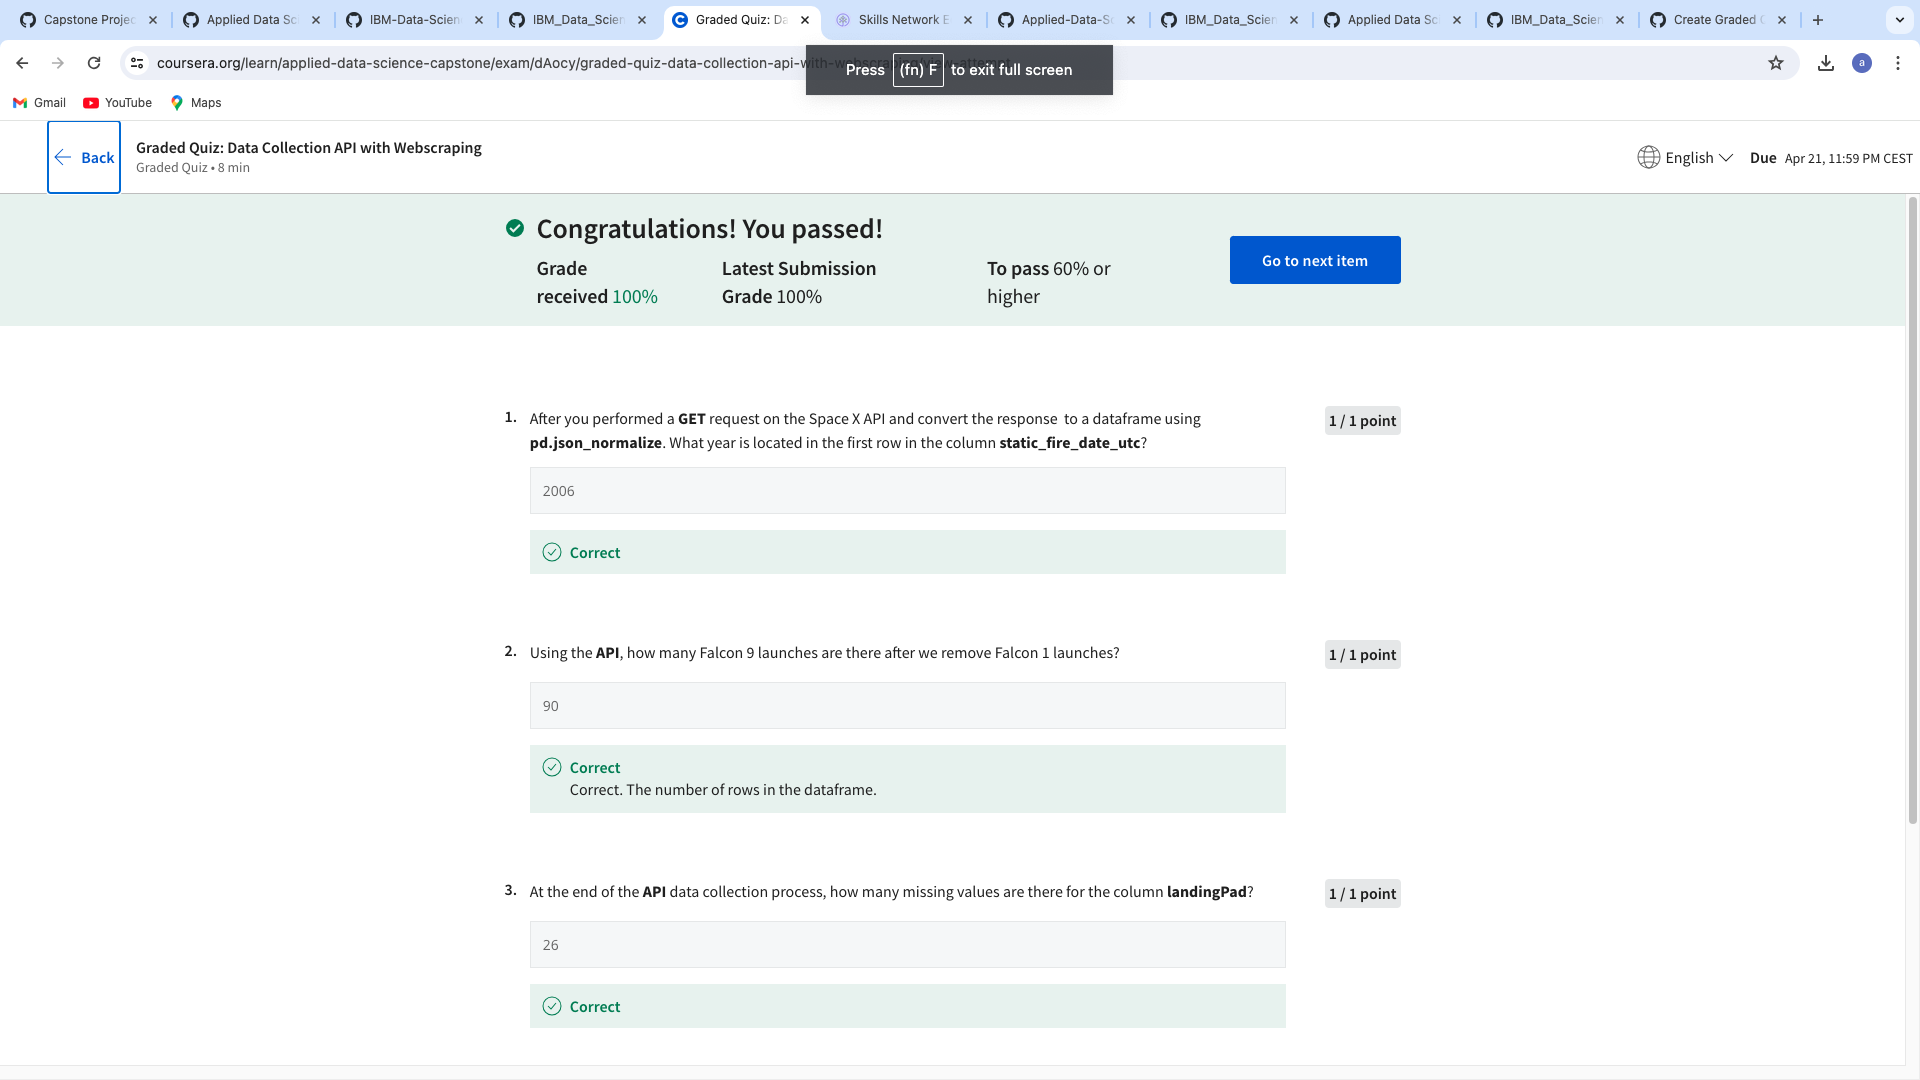 Capstone Projec
Applied Data Sc
IBM-Data-Scien
IBM_Data_Scien
Graded Quiz: Da
Skills Network E
Applied-Data-Sc
IBM_Data_Scien
Applied Data Sc
IBM_Data_Scien
Create Graded
coursera.org/learn/applied-data-science-capstone/exam/dAocy/graded-quiz-data-collection-api-with-webscraping/view-attempt
Press (fn) F to exit full screen
a
Gmail
YouTube
Maps
Back
Graded Quiz: Data Collection API with Webscraping
Graded Quiz • 8 min
English
Due Apr 21, 11:59 PM CEST
Congratulations! You passed!
Grade received 100%
Latest Submission Grade 100%
To pass 60% or higher
Go to next item
1. After you performed a GET request on the Space X API and convert the response to a dataframe using
pd.json_normalize. What year is located in the first row in the column static_fire_date_utc?
1 / 1 point
2006
Correct
2. Using the API, how many Falcon 9 launches are there after we remove Falcon 1 launches?
1 / 1 point
90
Correct
Correct. The number of rows in the dataframe.
3. At the end of the API data collection process, how many missing values are there for the column landingPad?
1 / 1 point
26
Correct